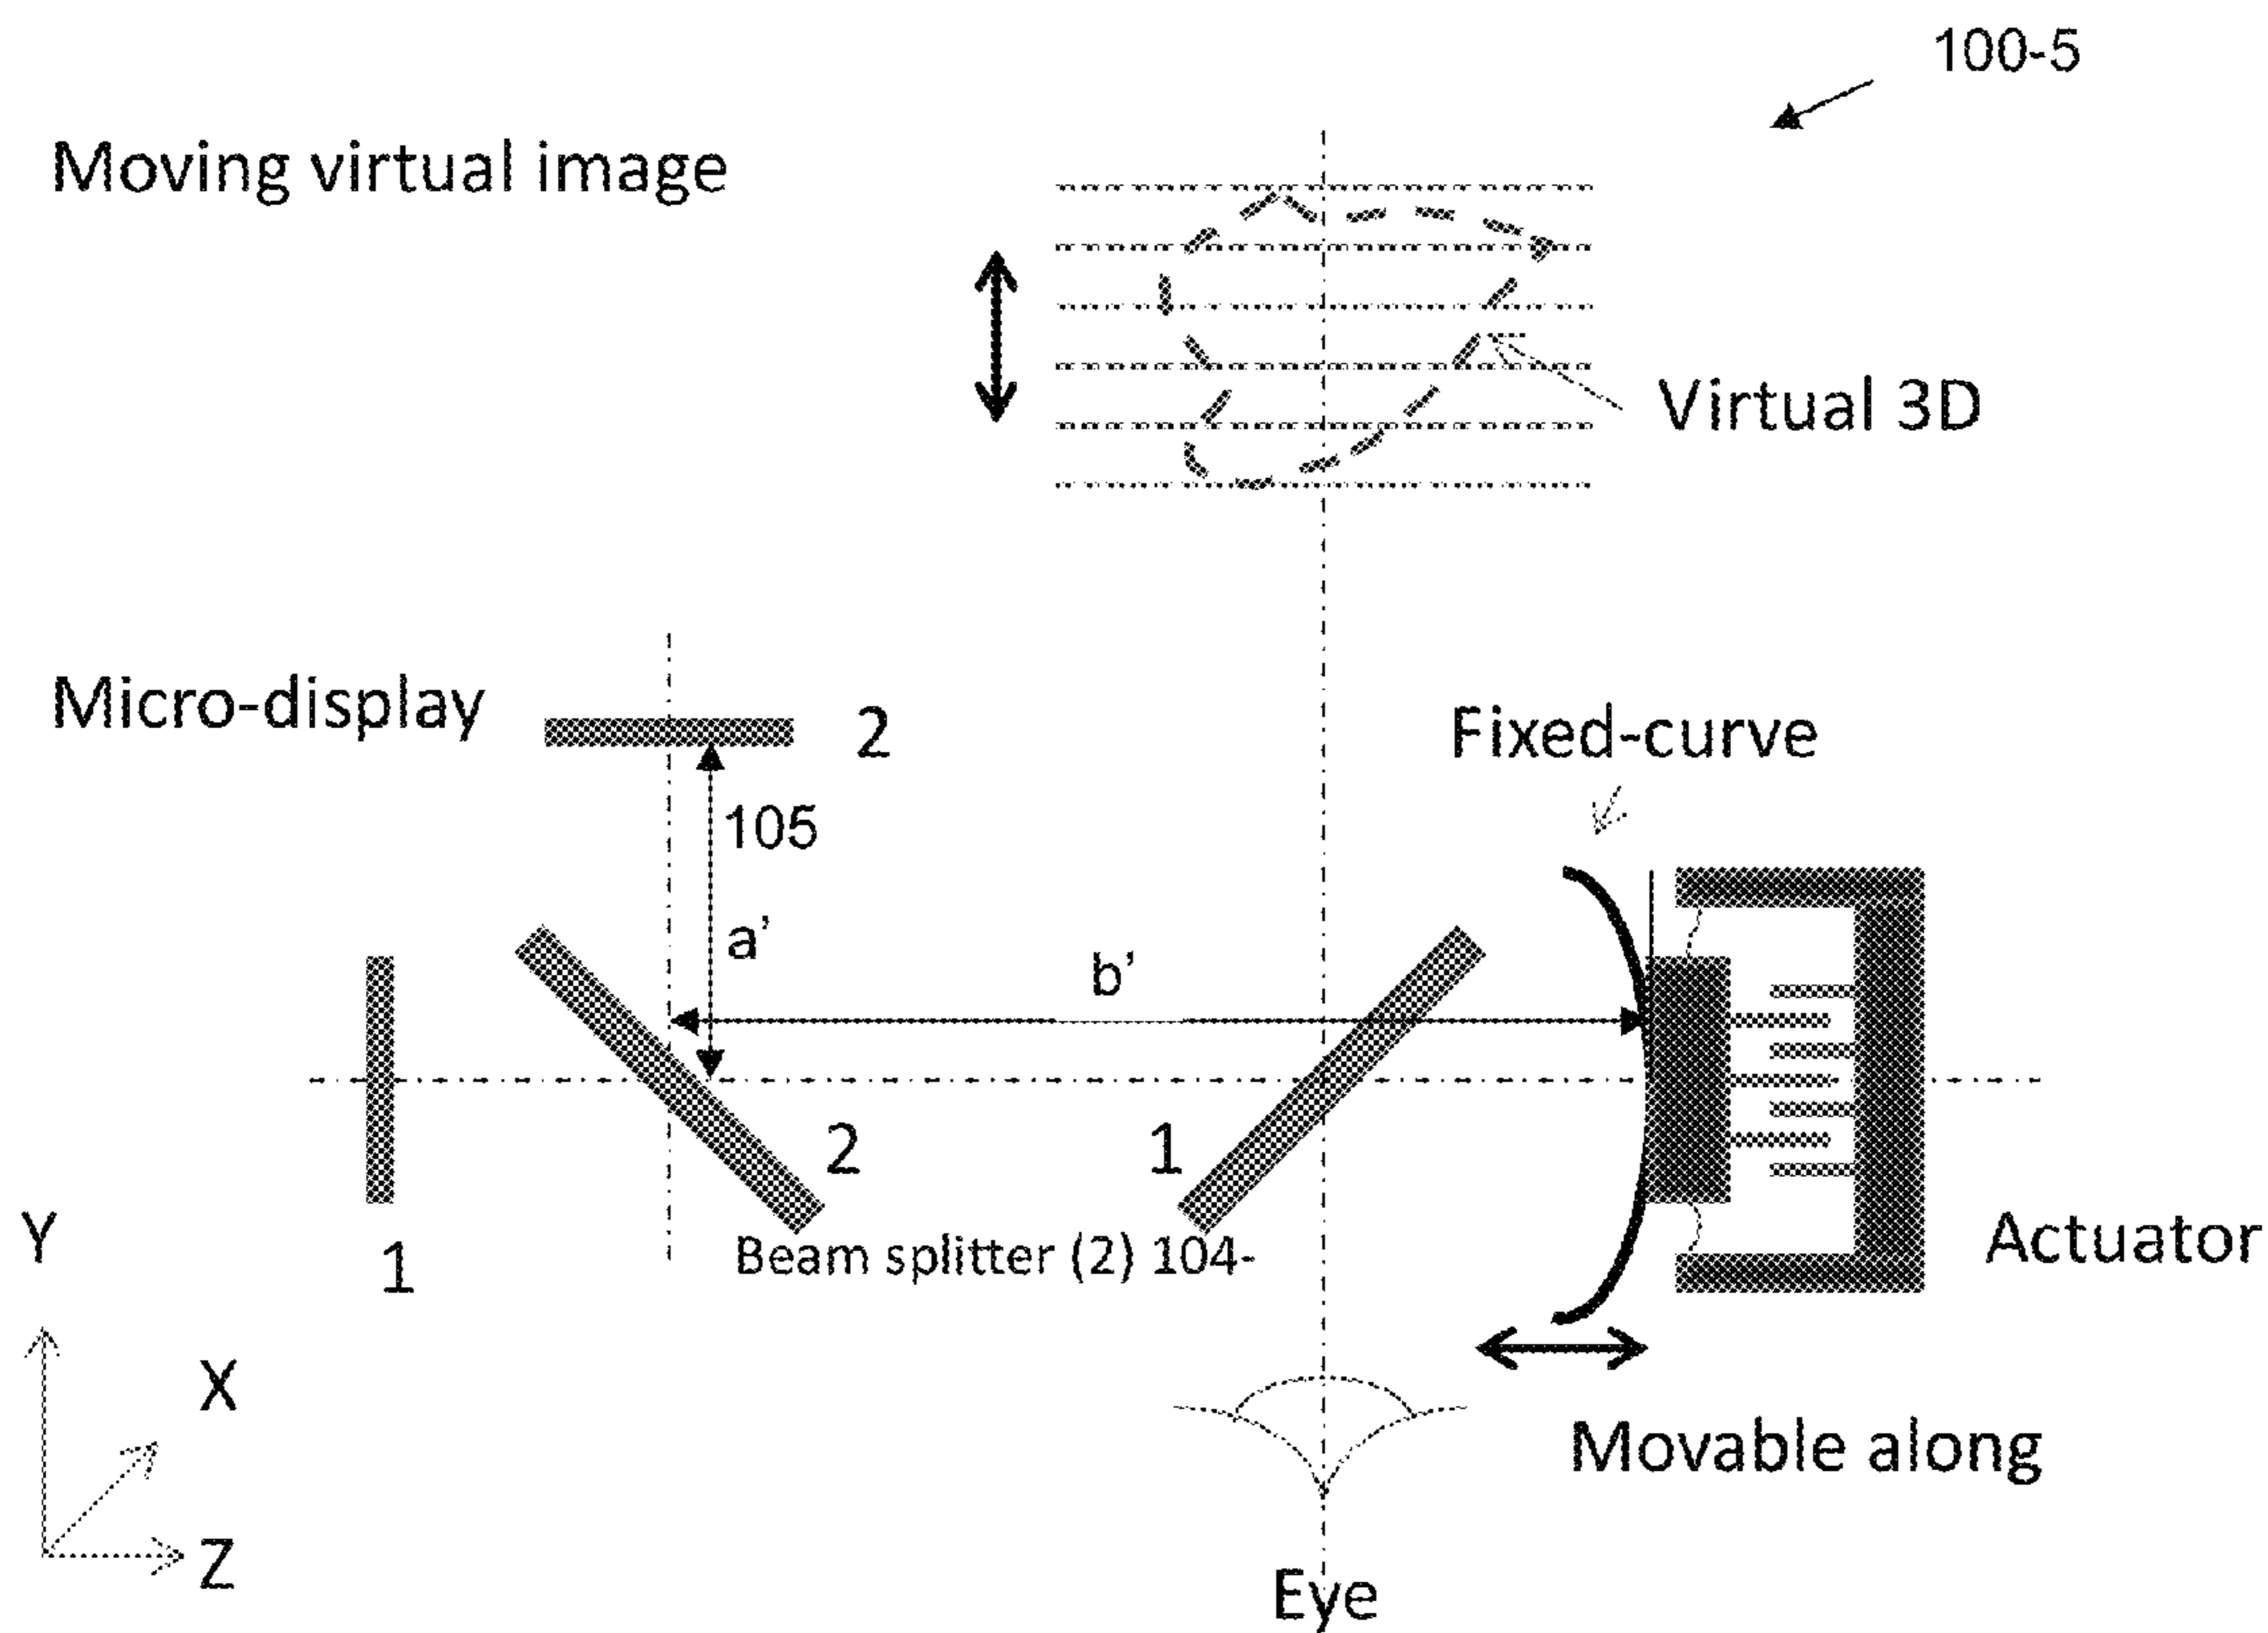 100-5
Moving virtual image
Virtual 3D
Micro-display
2
Fixed-curve
105
a’
b’
2
1
Beam splitter (2) 104-
1
Actuator
Y
X
Z
Movable along
Eye